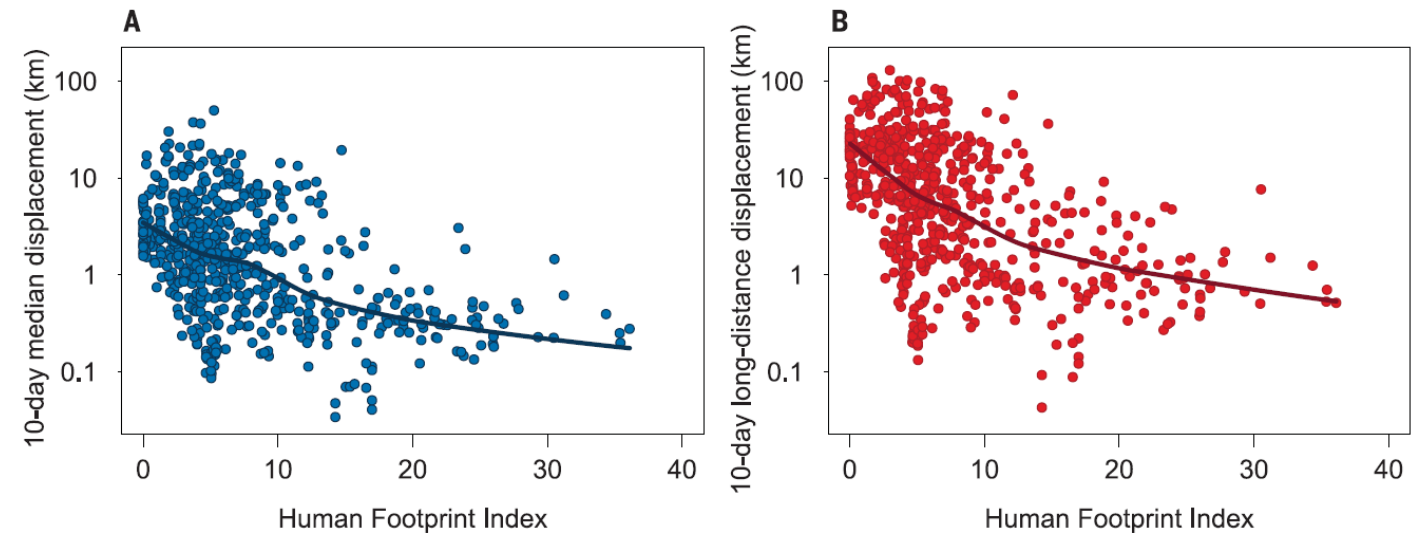 A
10-day median displacement (km)
100
10
1
0.1
0 10 20 30 40
Human Footprint Index
B
10-day long-distance displacement (km)
100
10
1
0.1
0 10 20 30 40
Human Footprint Index